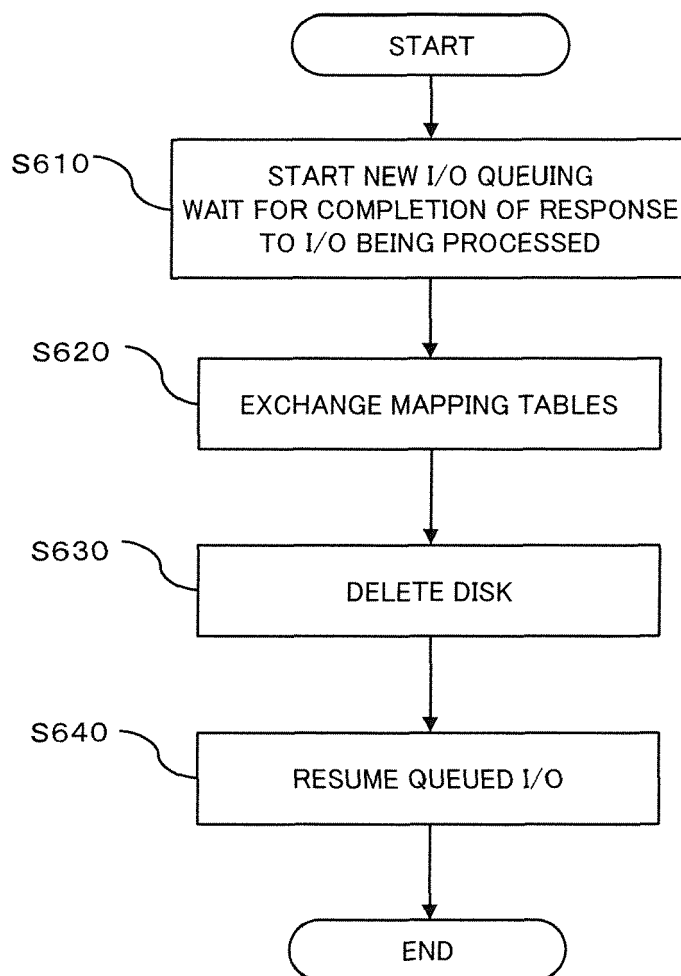 START
S610
START NEW I/O QUEUING
WAIT FOR COMPLETION OF RESPONSE
TO I/O BEING PROCESSED
S620
EXCHANGE MAPPING TABLES
S630
DELETE DISK
S640
RESUME QUEUED I/O
END